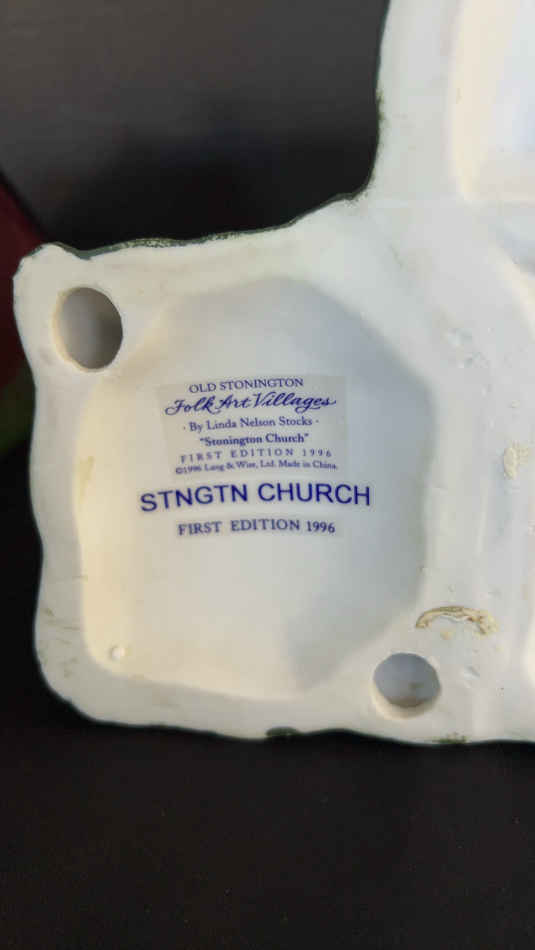 OLD STONINGTON
Folk Art Villages
· By Linda Nelson Stocks ·
"Stonington Church"
FIRST EDITION 1996
©1996 Lang & Wise, Ltd. Made in China.
STNGTN CHURCH
FIRST EDITION 1996